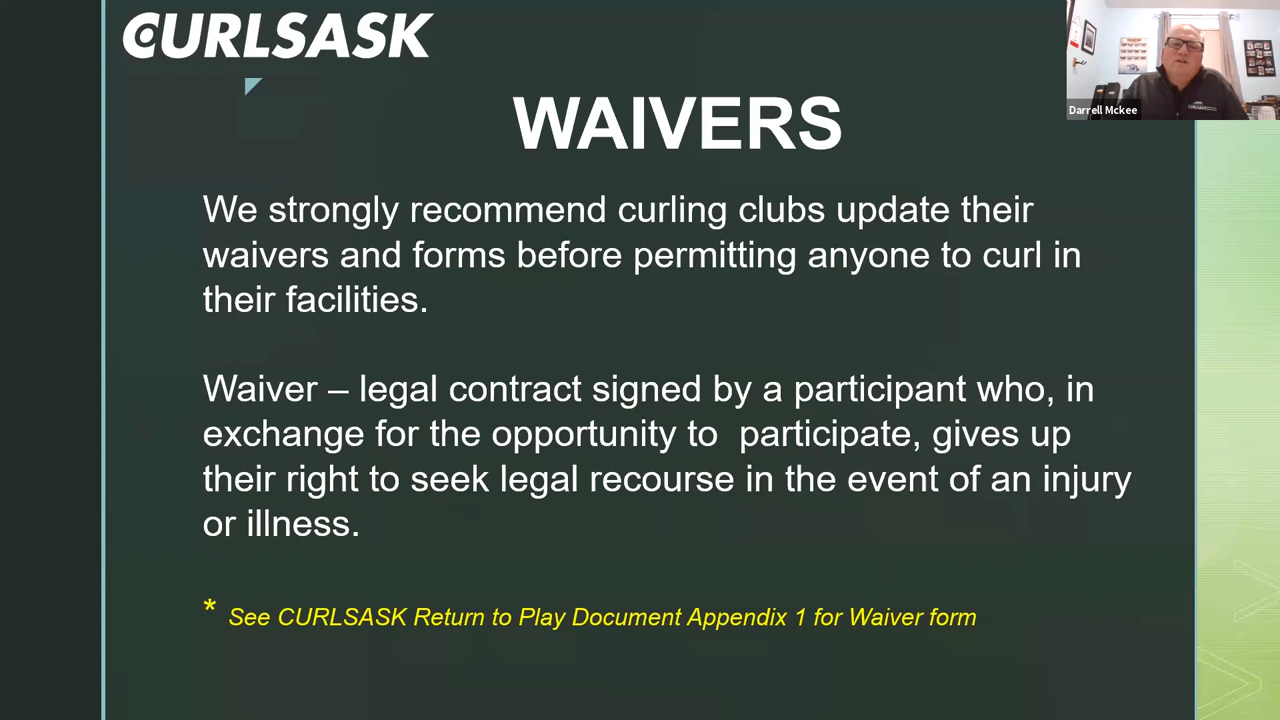 CURLSASK
Darrell Mckee
WAIVERS
We strongly recommend curling clubs update their
waivers and forms before permitting anyone to curl in
their facilities.
Waiver – legal contract signed by a participant who, in
exchange for the opportunity to participate, gives up
their right to seek legal recourse in the event of an injury
or illness.
* See CURLSASK Return to Play Document Appendix 1 for Waiver form